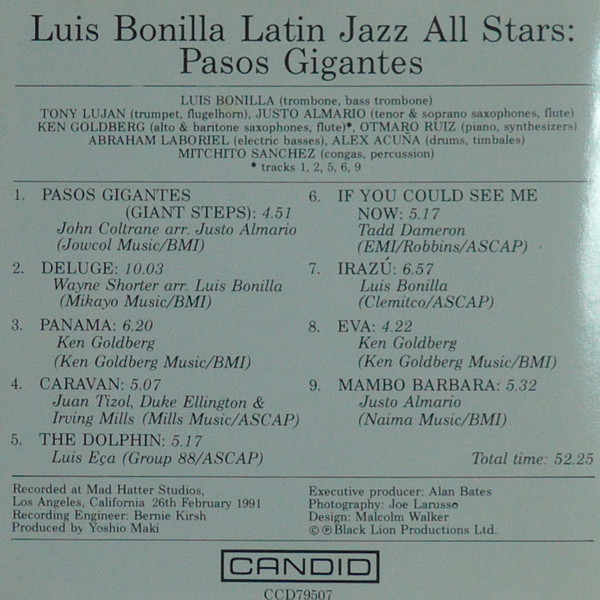 Luis Bonilla Latin Jazz All Stars:
Pasos Gigantes
LUIS BONILLA (trombone, bass trombone)
TONY LUJAN (trumpet, flugelhorn), JUSTO ALMARIO (tenor & soprano saxophones, flute)
KEN GOLDBERG (alto & baritone saxophones, flute)*, OTMARO RUIZ (piano, synthesizers)
ABRAHAM LABORIEL (electric basses), ALEX ACUÑA (drums, timbales)
MITCHITO SANCHEZ (congas, percussion)
* tracks 1, 2, 5, 6, 9
1. PASOS GIGANTES
(GIANT STEPS): 4.51
John Coltrane arr. Justo Almario
(Jowcol Music/BMI)
2. DELUGE: 10.03
Wayne Shorter arr. Luis Bonilla
(Mikayo Music/BMI)
3. PANAMA: 6.20
Ken Goldberg
(Ken Goldberg Music/BMI)
4. CARAVAN: 5.07
Juan Tizol, Duke Ellington &
Irving Mills (Mills Music/ASCAP)
5. THE DOLPHIN: 5.17
Luis Eça (Group 88/ASCAP)
6. IF YOU COULD SEE ME
NOW: 5.17
Tadd Dameron
(EMI/Robbins/ASCAP)
7. IRAZÚ: 6.57
Luis Bonilla
(Clemitco/ASCAP)
8. EVA: 4.22
Ken Goldberg
(Ken Goldberg Music/BMI)
9. MAMBO BARBARA: 5.32
Justo Almario
(Naima Music/BMI)
Total time: 52.25
Recorded at Mad Hatter Studios,
Los Angeles, California 26th February 1991
Recording Engineer: Bernie Kirsh
Produced by Yoshio Maki
Executive producer: Alan Bates
Photography: Joe Larusso
Design: Malcolm Walker
©℗Black Lion Productions Ltd.
CANDID
CCD79507